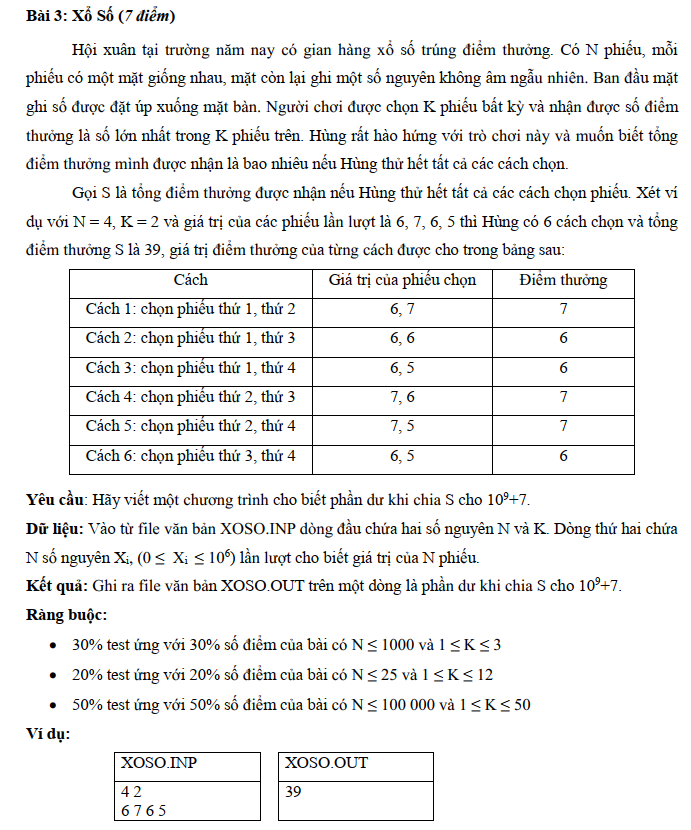 Bài 3: Xổ Số (7 điểm)
Hội xuân tại trường năm nay có gian hàng xổ số trúng điểm thưởng. Có N phiếu, mỗi
phiếu có một mặt giống nhau, mặt còn lại ghi một số nguyên không âm ngẫu nhiên. Ban đầu mặt
ghi số được đặt úp xuống mặt bàn. Người chơi được chọn K phiếu bất kỳ và nhận được số điểm
thưởng là số lớn nhất trong K phiếu trên. Hùng rất hào hứng với trò chơi này và muốn biết tổng
điểm thưởng mình được nhận là bao nhiêu nếu Hùng thử hết tất cả các cách chọn.
Gọi S là tổng điểm thưởng được nhận nếu Hùng thử hết tất cả các cách chọn phiếu. Xét ví
dụ với N = 4, K = 2 và giá trị của các phiếu lần lượt là 6, 7, 6, 5 thì Hùng có 6 cách chọn và tổng
điểm thưởng S là 39, giá trị điểm thưởng của từng cách được cho trong bảng sau:
Cách Giá trị của phiếu chọn Điểm thưởng
Cách 1: chọn phiếu thứ 1, thứ 2 6, 7 7
Cách 2: chọn phiếu thứ 1, thứ 3 6, 6 6
Cách 3: chọn phiếu thứ 1, thứ 4 6, 5 6
Cách 4: chọn phiếu thứ 2, thứ 3 7, 6 7
Cách 5: chọn phiếu thứ 2, thứ 4 7, 5 7
Cách 6: chọn phiếu thứ 3, thứ 4 6, 5 6
Yêu cầu: Hãy viết một chương trình cho biết phần dư khi chia S cho 10⁹+7.
Dữ liệu: Vào từ file văn bản XOSO.INP dòng đầu chứa hai số nguyên N và K. Dòng thứ hai chứa
N số nguyên Xᵢ, (0 ≤ Xᵢ ≤ 10⁶) lần lượt cho biết giá trị của N phiếu.
Kết quả: Ghi ra file văn bản XOSO.OUT trên một dòng là phần dư khi chia S cho 10⁹+7.
Ràng buộc:
• 30% test ứng với 30% số điểm của bài có N ≤ 1000 và 1 ≤ K ≤ 3
• 20% test ứng với 20% số điểm của bài có N ≤ 25 và 1 ≤ K ≤ 12
• 50% test ứng với 50% số điểm của bài có N ≤ 100 000 và 1 ≤ K ≤ 50
Ví dụ:
XOSO.INP XOSO.OUT
4 2 39
6 7 6 5